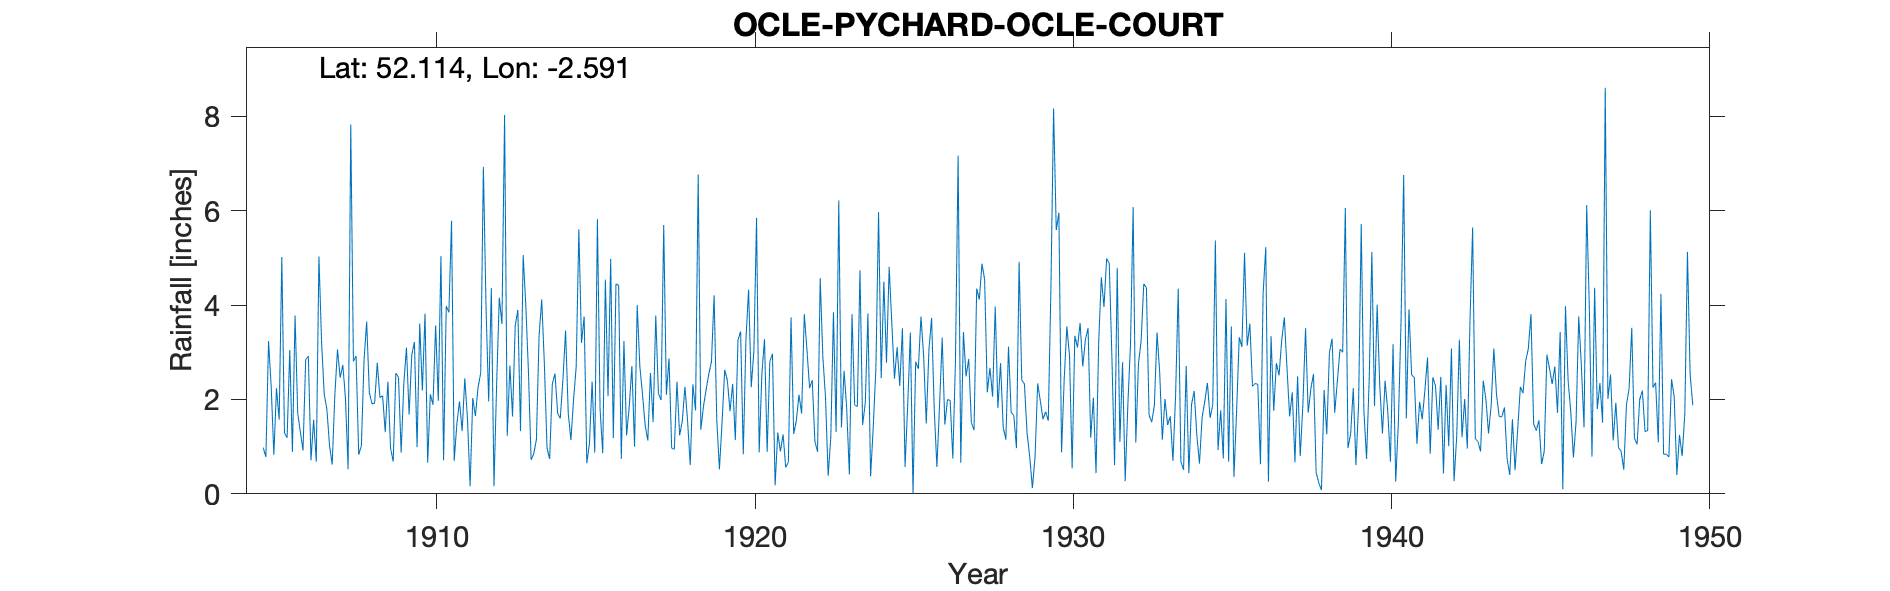 OCLE-PYCHARD-OCLE-COURT
Lat: 52.114, Lon: -2.591
8
6
4
2
0
Rainfall [inches]
1910 1920 1930 1940 1950
Year